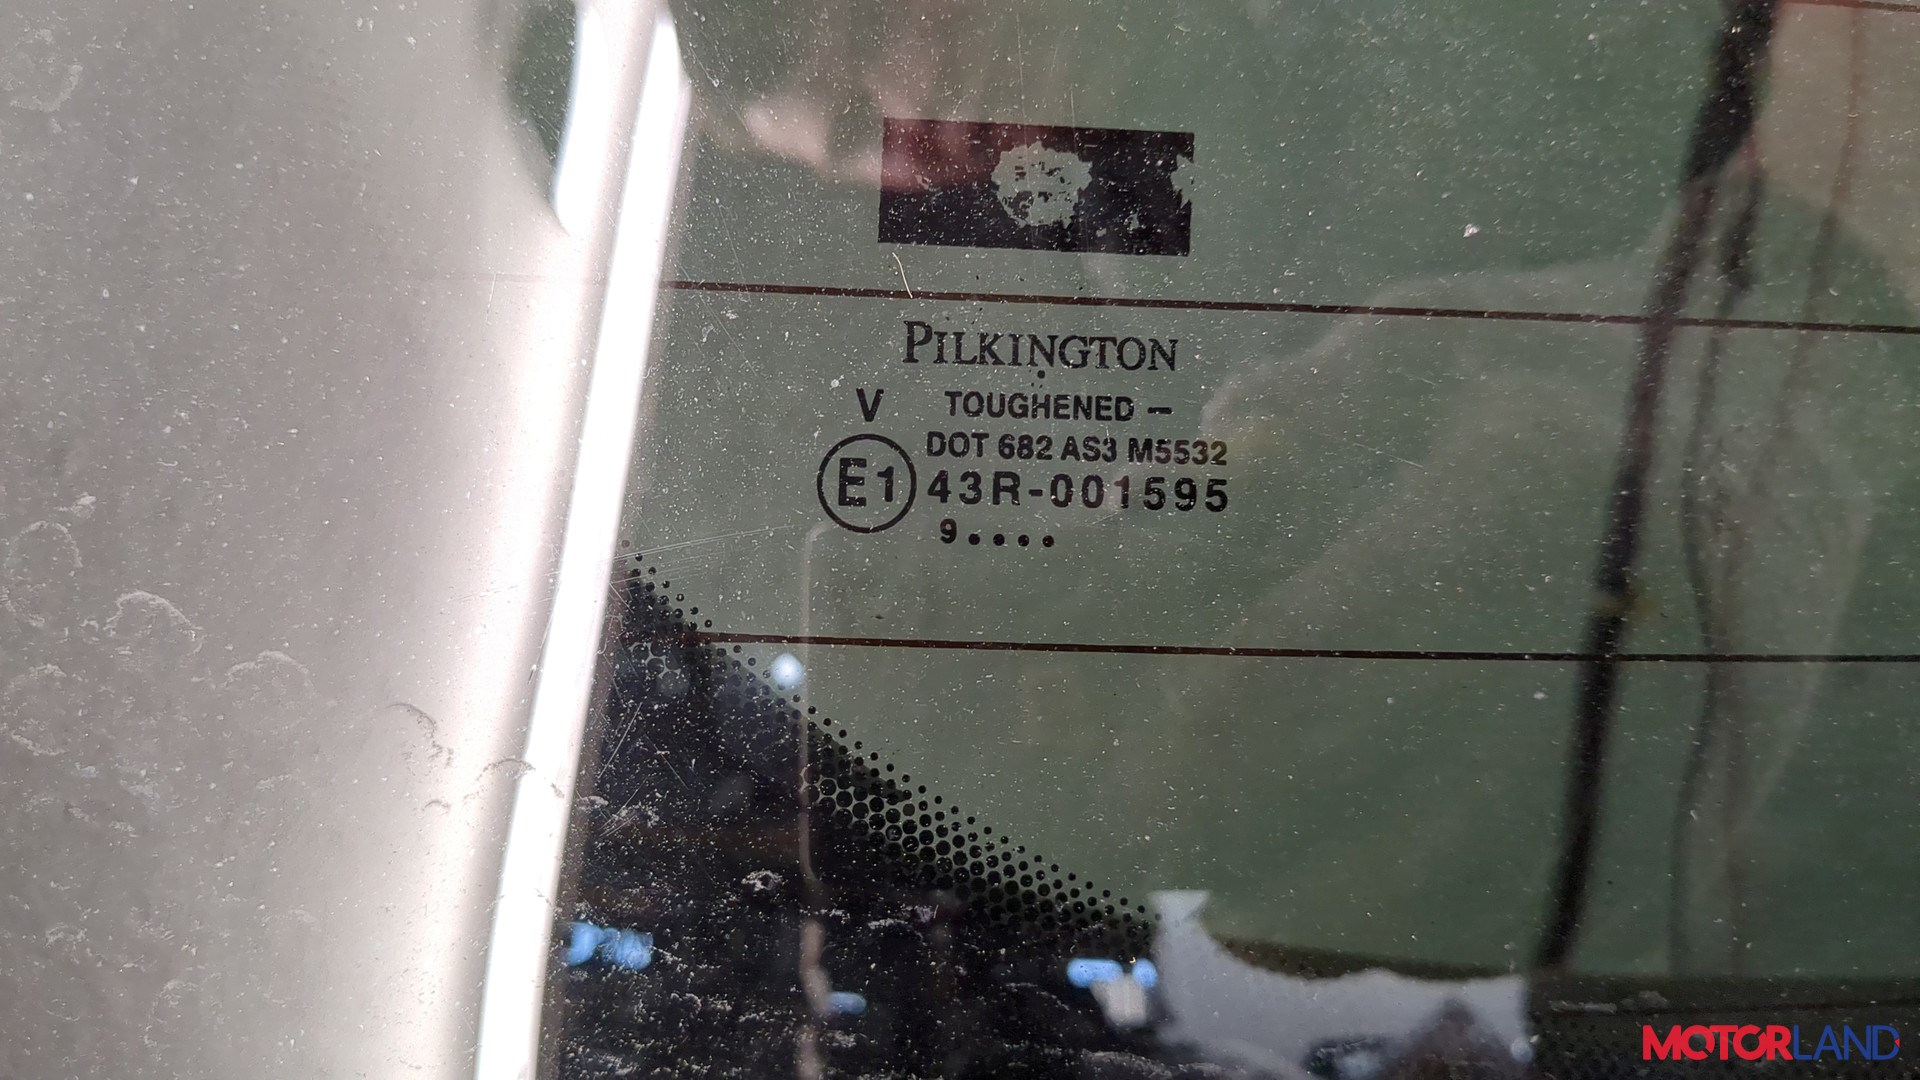 PILKINGTON
V TOUGHENED –
DOT 682 AS3 M5532
E1 43R-001595
9....
MOTORLAND